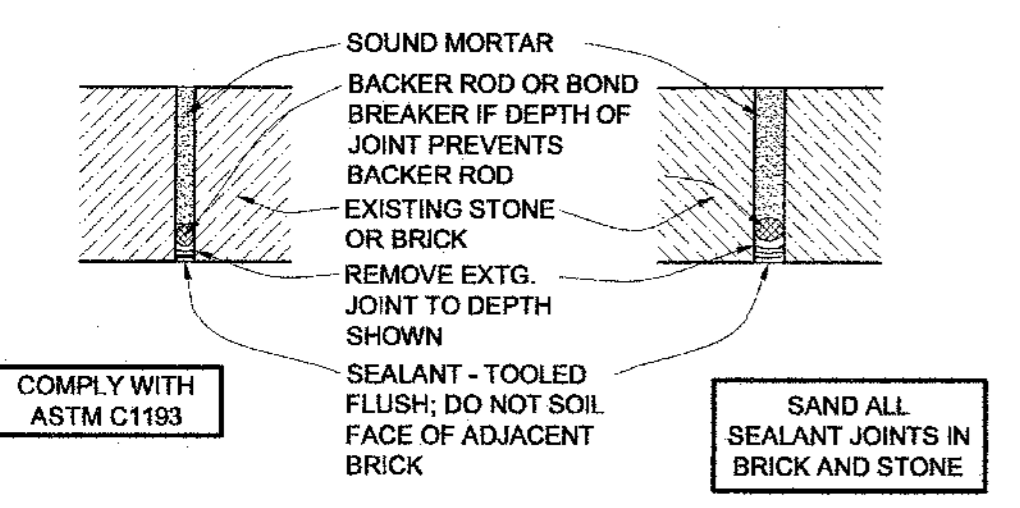 SOUND MORTAR
BACKER ROD OR BOND
BREAKER IF DEPTH OF
JOINT PREVENTS
BACKER ROD
EXISTING STONE
OR BRICK
REMOVE EXTG.
JOINT TO DEPTH
SHOWN
SEALANT - TOOLED
FLUSH; DO NOT SOIL
FACE OF ADJACENT
BRICK
COMPLY WITH
ASTM C1193
SAND ALL
SEALANT JOINTS IN
BRICK AND STONE